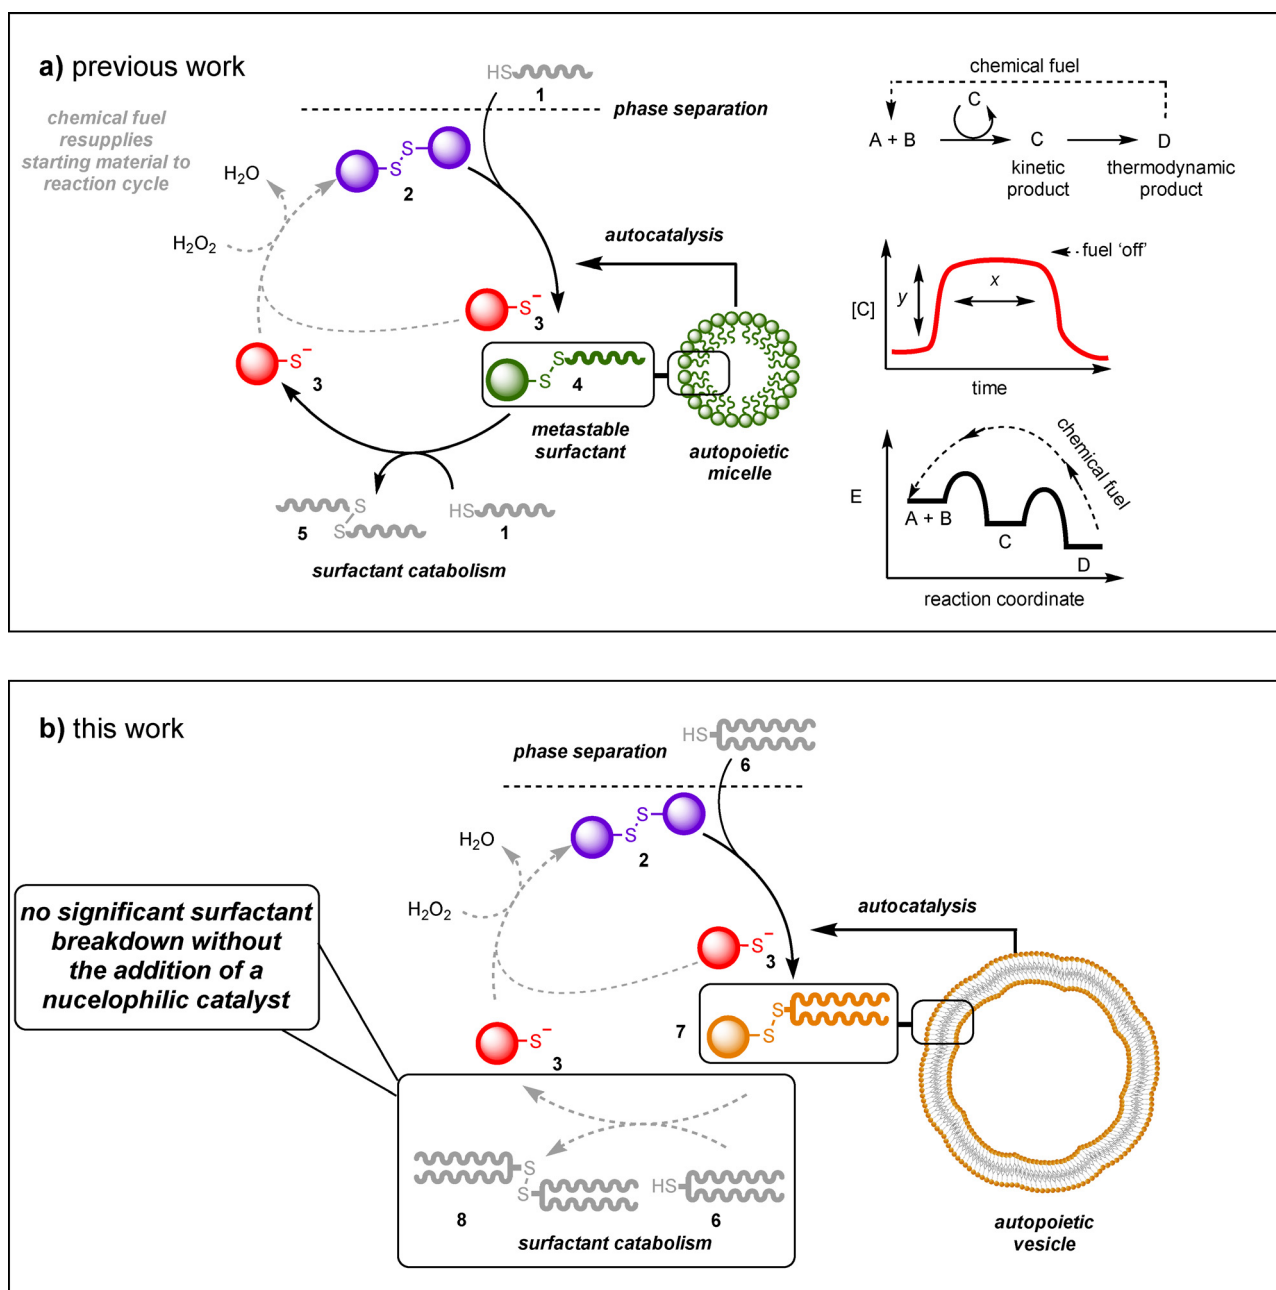 a) previous work
chemical fuel
resupplies
starting material to
reaction cycle
HS
1
phase separation
H2O
S
S
2
H2O2
autocatalysis
S−
3
S−
3
S
S
4
metastable
surfactant
autopoietic
micelle
S
S
5
HS
1
surfactant catabolism
chemical fuel
C
A + B
C
D
kinetic
product
thermodynamic
product
fuel ‘off’
y
x
[C]
time
E
chemical fuel
A + B
C
D
reaction coordinate
b) this work
HS
6
phase separation
H2O
S
S
2
H2O2
autocatalysis
no significant surfactant
breakdown without
the addition of a
nucelophilic catalyst
S−
3
S
S
7
S−
3
S
S
8
HS
6
surfactant catabolism
autopoietic
vesicle